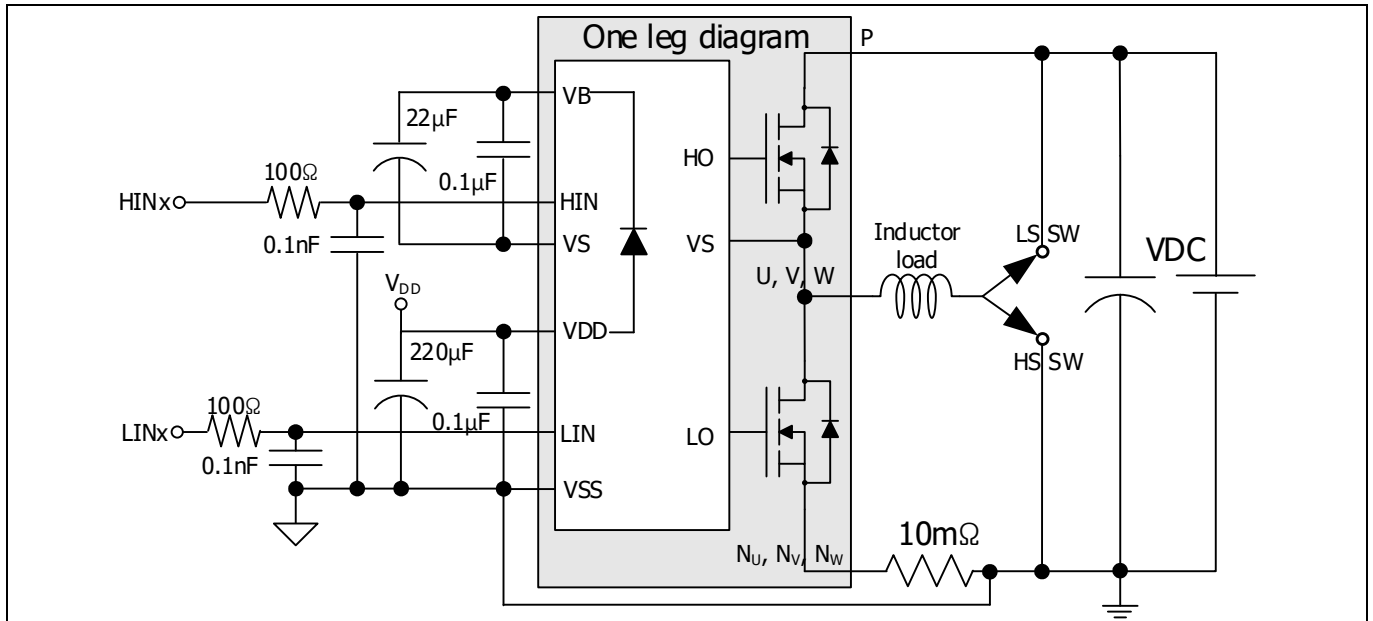 One leg diagram
P
VB
22µF
HO
100Ω
0.1µF
HINx
HIN
0.1nF
VS
VS
Inductor
load
LS SW
VDC
U, V, W
VDD
VDD
220µF
HS SW
100Ω
0.1µF
LINx
LIN
LO
0.1nF
VSS
10mΩ
NU, NV, NW